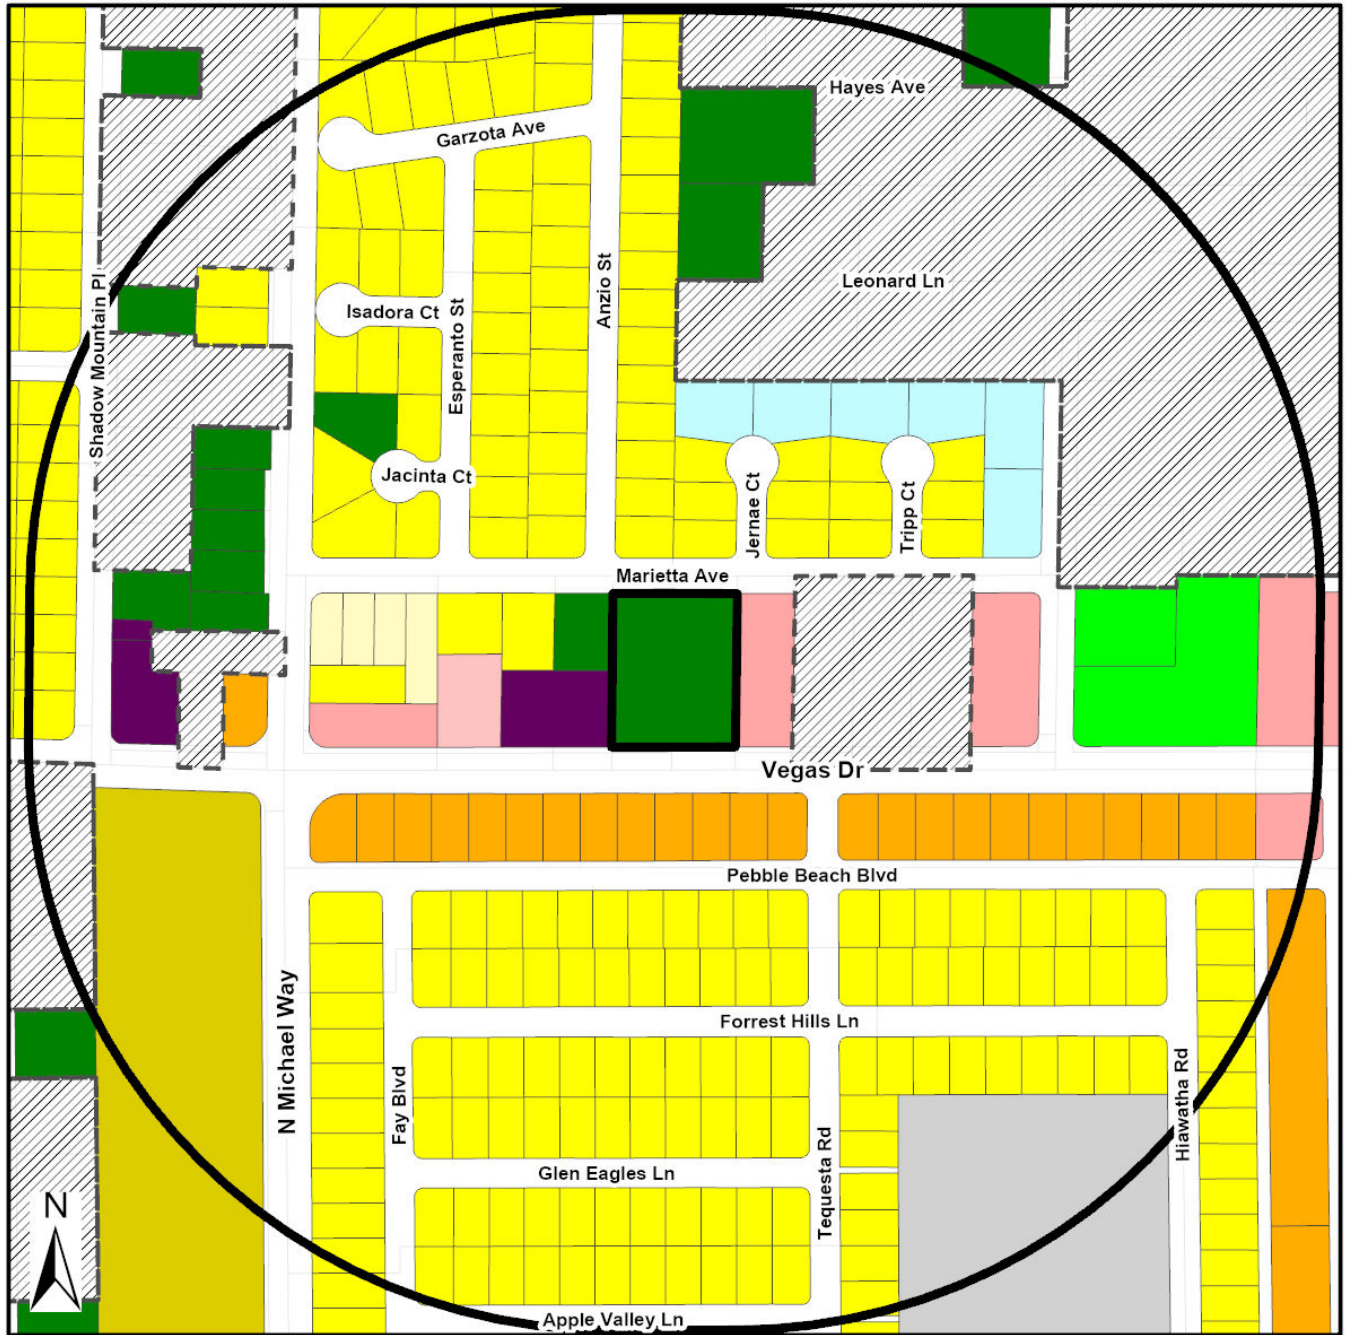 Hayes Ave
Garzota Ave
Leonard Ln
Anzio St
Isadora Ct
Esperanto St
Shadow Mountain Pl
Jacinta Ct
Jernae Ct
Tripp Ct
Marietta Ave
Vegas Dr
Pebble Beach Blvd
Forrest Hills Ln
N Michael Way
Fay Blvd
Hiawatha Rd
Glen Eagles Ln
Tequesta Rd
N
Apple Valley Ln